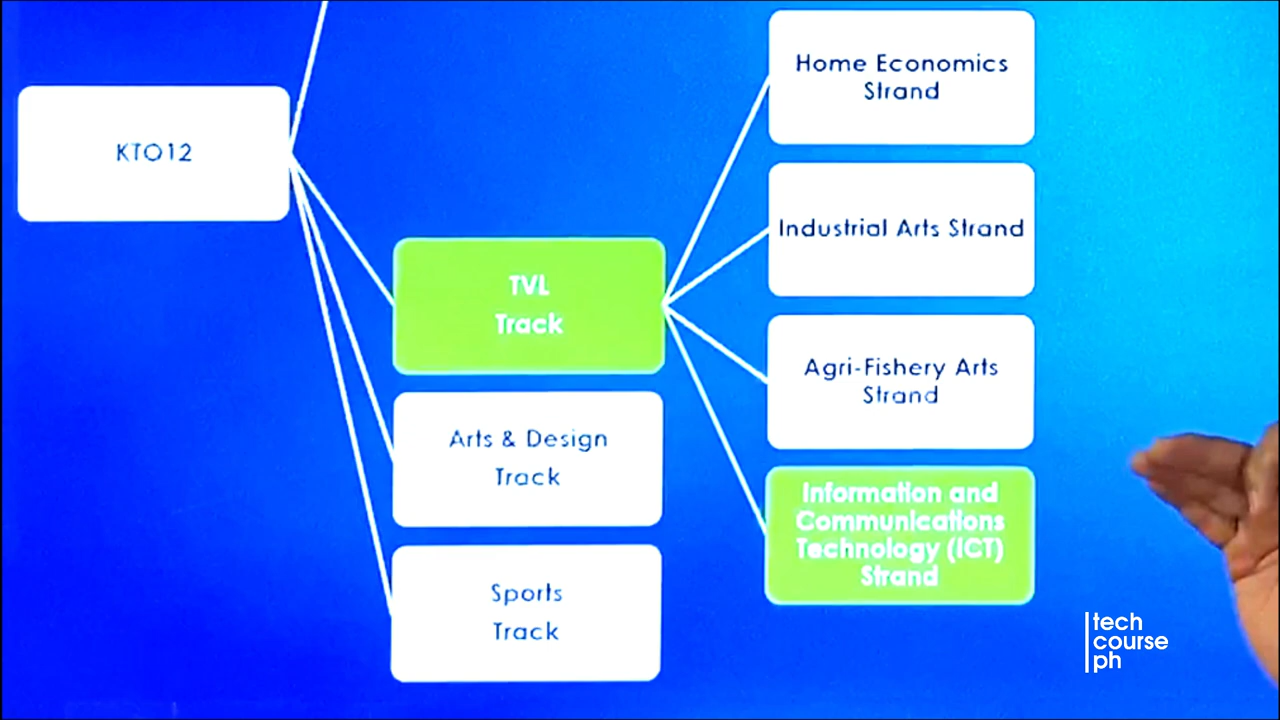 KTO12
TVL
Track
Arts & Design
Track
Sports
Track
Home Economics
Strand
Industrial Arts Strand
Agri-Fishery Arts
Strand
Information and
Communications
Technology (ICT)
Strand
tech
course
ph